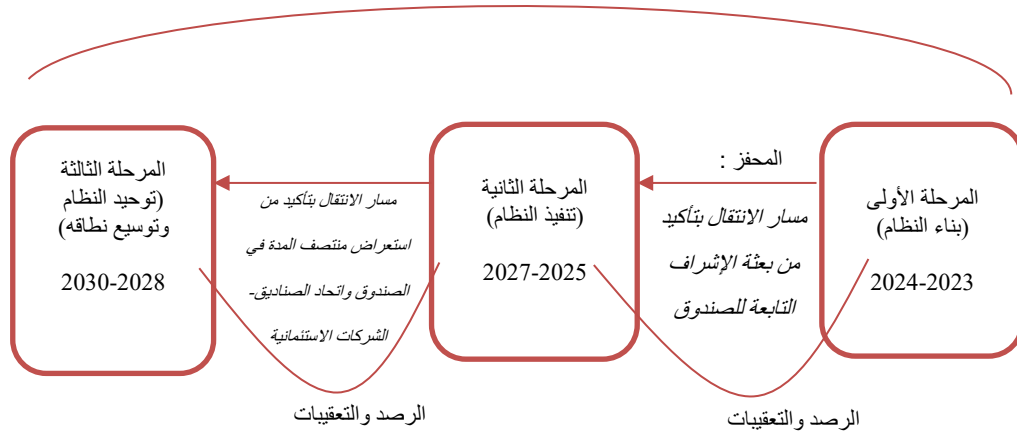 المرحلة الأولى
(بناء النظام)
2024-2023
المحفز :
مسار الانتقال بتأكيد
من بعثة الإشراف
التابعة للصندوق
المرحلة الثانية
(تنفيذ النظام)
2027-2025
مسار الانتقال بتأكيد من
استعراض منتصف المدة في
الصندوق واتحاد الصناديق-
الشركات الاستئمانية
المرحلة الثالثة
(توحيد النظام
وتوسيع نطاقه)
2030-2028
الرصد والتعقيبات
الرصد والتعقيبات